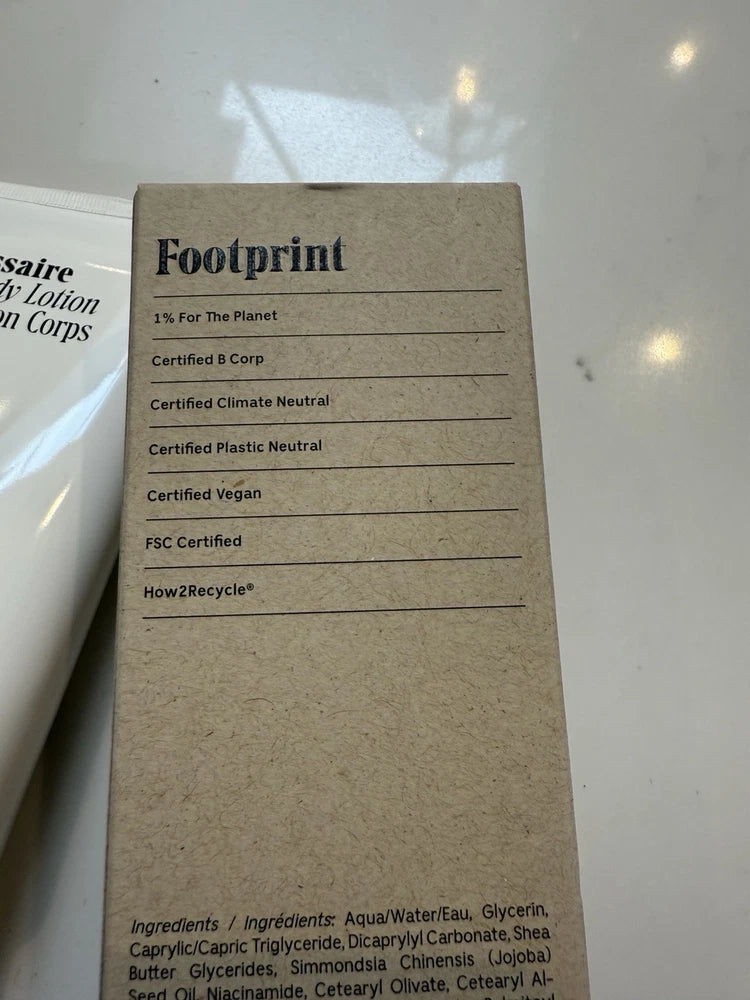 dy Lotion
Corps
Footprint
1% For The Planet
Certified B Corp
Certified Climate Neutral
Certified Plastic Neutral
Certified Vegan
FSC Certified
How2Recycle®
Ingredients / Ingrédients: Aqua/Water/Eau, Glycerin,
Caprylic/Capric Triglyceride, Dicaprylyl Carbonate, Shea
Butter Glycerides, Simmondsia Chinensis (Jojoba)
Seed Oil, Niacinamide, Cetearyl Olivate, Cetearyl Al-